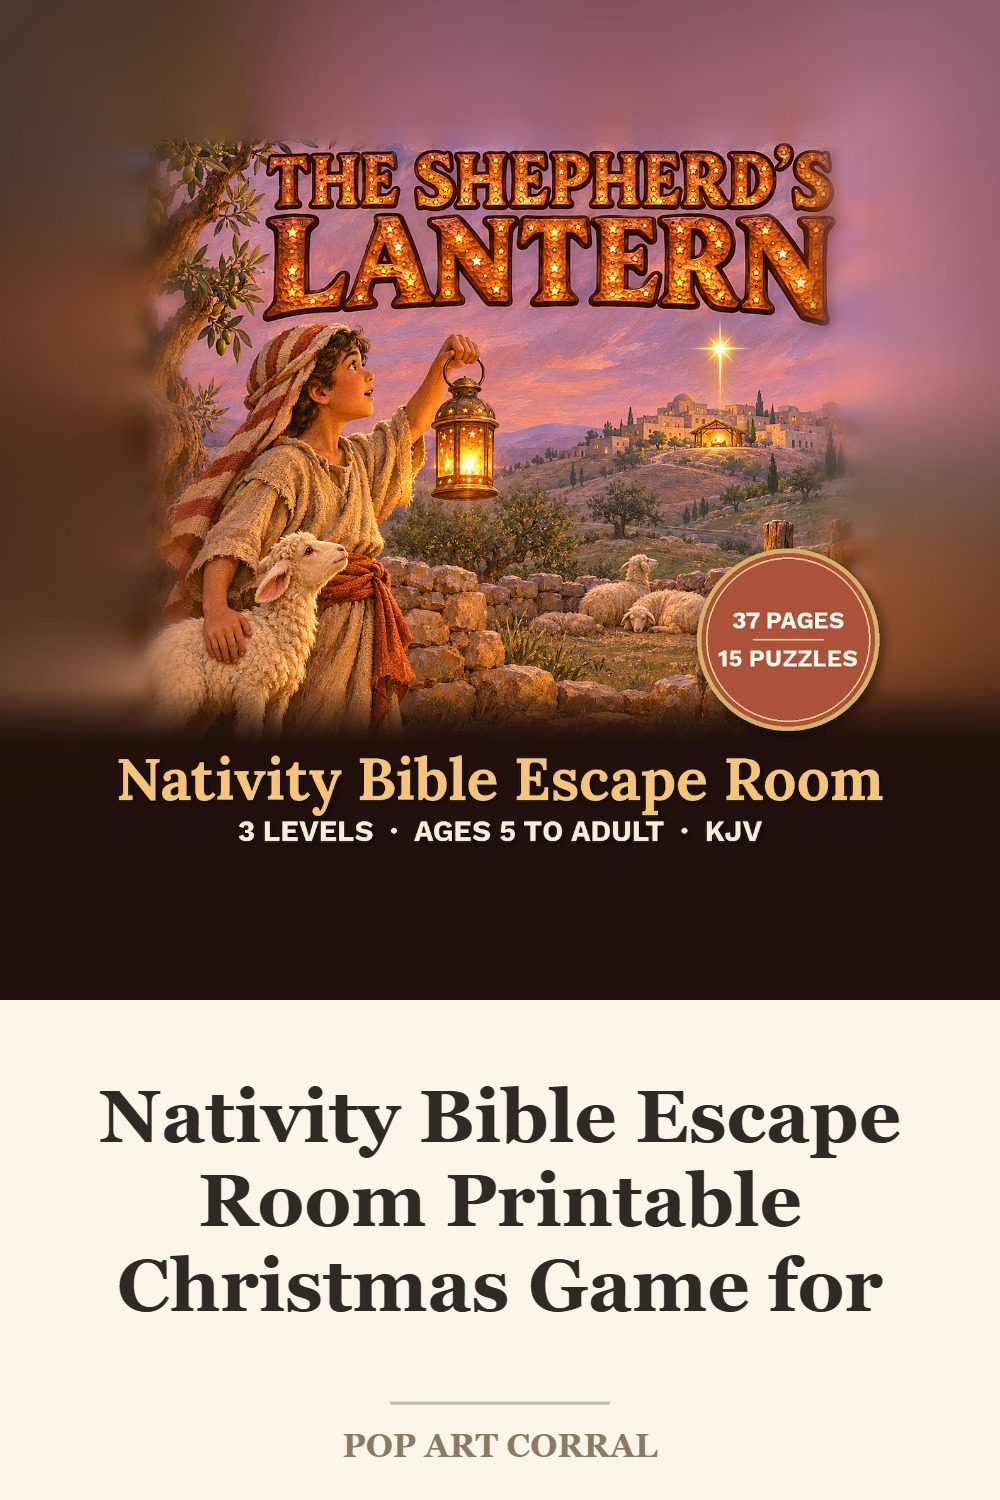 THE SHEPHERD'S
LANTERN
37 PAGES
15 PUZZLES
Nativity Bible Escape Room
3 LEVELS · AGES 5 TO ADULT · KJV
Nativity Bible Escape
Room Printable
Christmas Game for
POP ART CORRAL